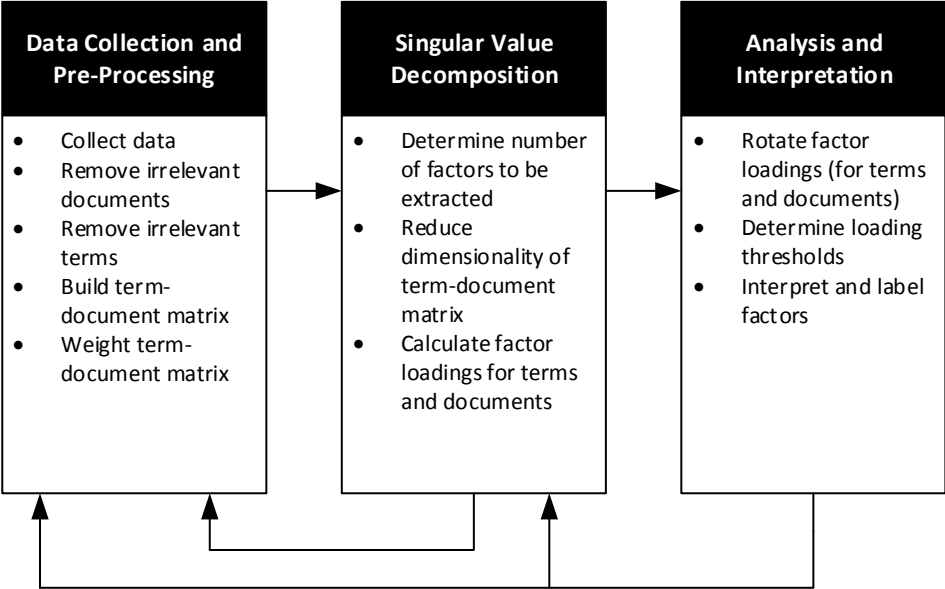 Data Collection and
Pre-Processing
• Collect data
• Remove irrelevant
documents
• Remove irrelevant
terms
• Build term-
document matrix
• Weight term-
document matrix
Singular Value
Decomposition
• Determine number
of factors to be
extracted
• Reduce
dimensionality of
term-document
matrix
• Calculate factor
loadings for terms
and documents
Analysis and
Interpretation
• Rotate factor
loadings (for terms
and documents)
• Determine loading
thresholds
• Interpret and label
factors